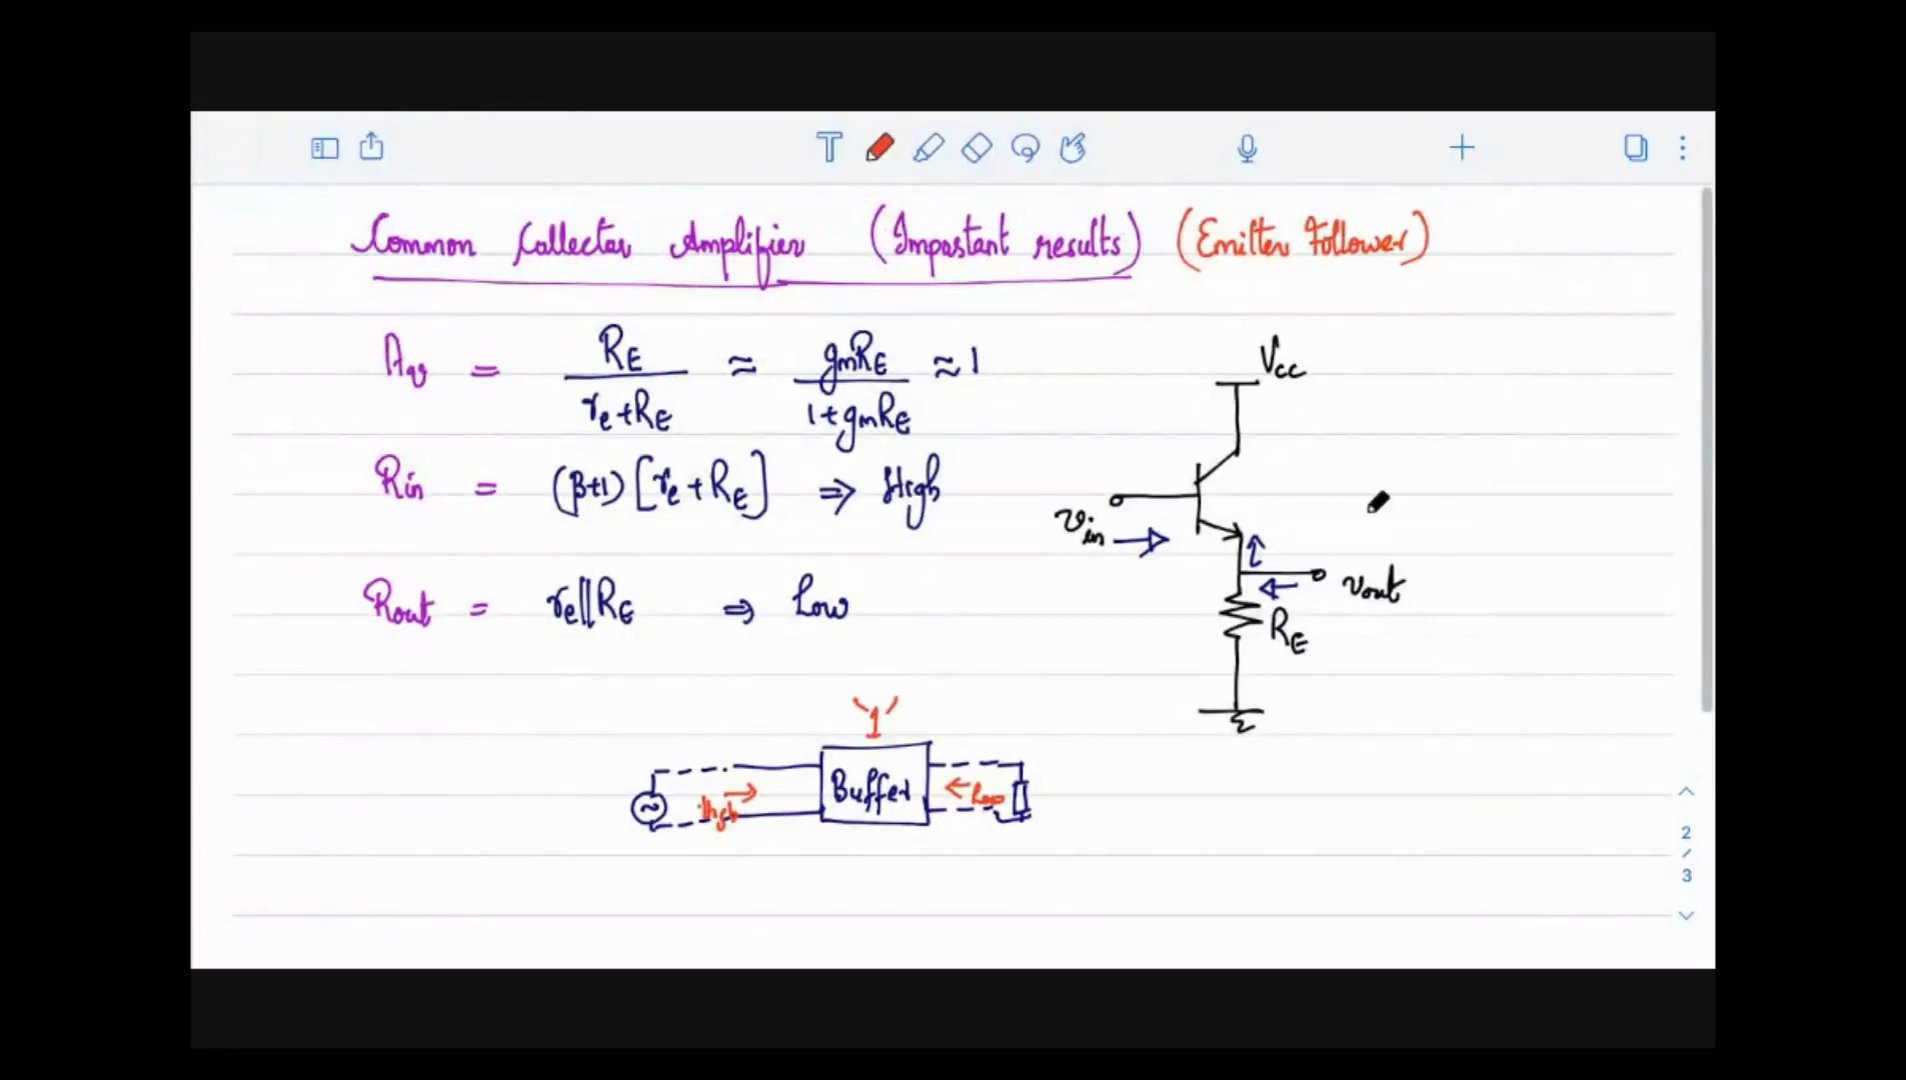 Common Collector Amplifier (Important results) (Emitter Follower)
Av = RE / re+RE ≈ gmRE / 1+gmRE ≈ 1
Rin = (β+1) [re+RE] ⇒ High
Rout = re||RE ⇒ Low
Vcc
vin
vout
RE
'1'
Buffer
High
Low
2
/
3